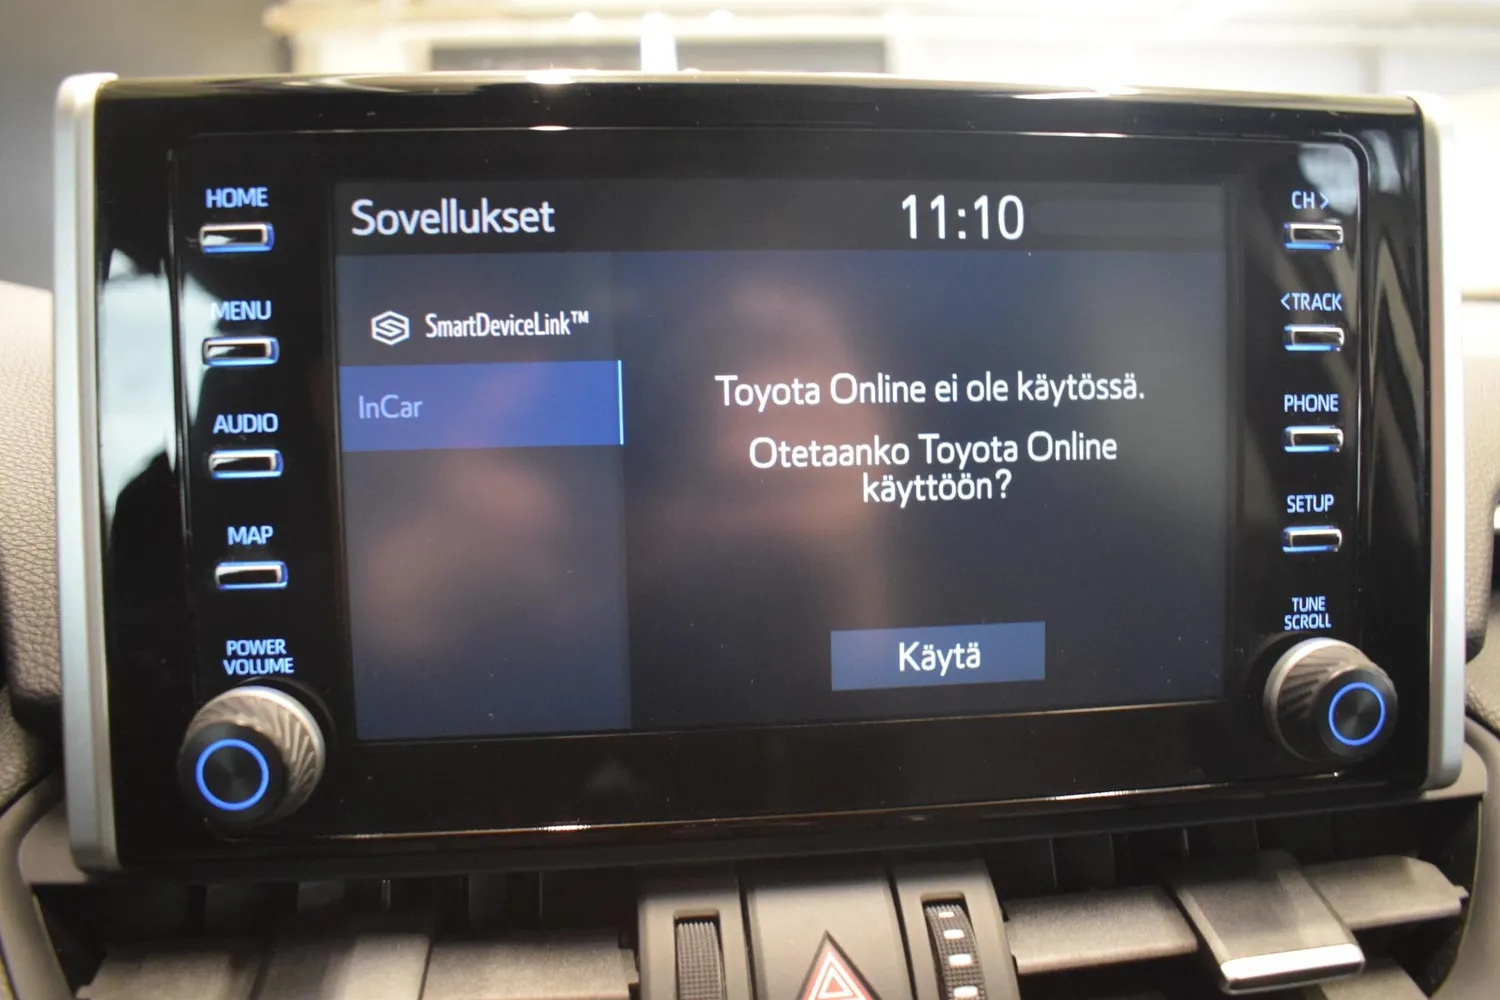 HOME
MENU
AUDIO
MAP
POWER
VOLUME
Sovellukset
11:10
SmartDeviceLink™
InCar
Toyota Online ei ole käytössä.
Otetaanko Toyota Online
käyttöön?
Käytä
CH >
<TRACK
PHONE
SETUP
TUNE
SCROLL